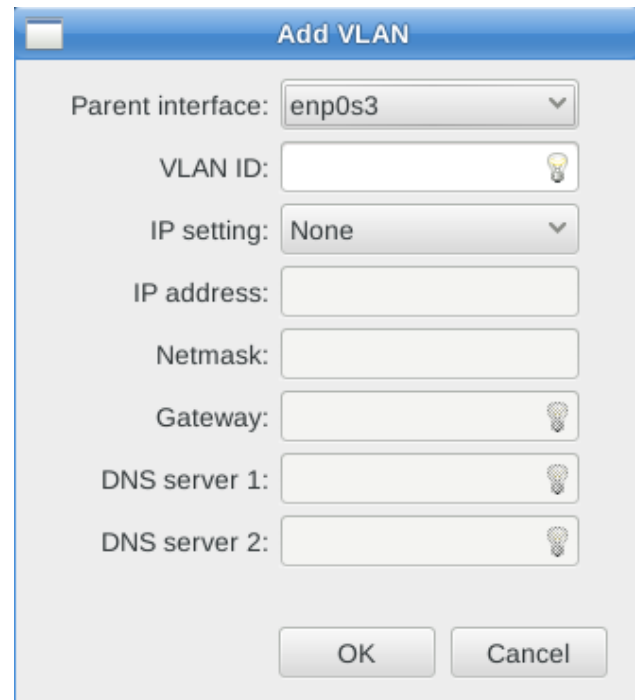 Add VLAN
Parent interface: enp0s3
VLAN ID:
IP setting: None
IP address:
Netmask:
Gateway:
DNS server 1:
DNS server 2:
OK Cancel